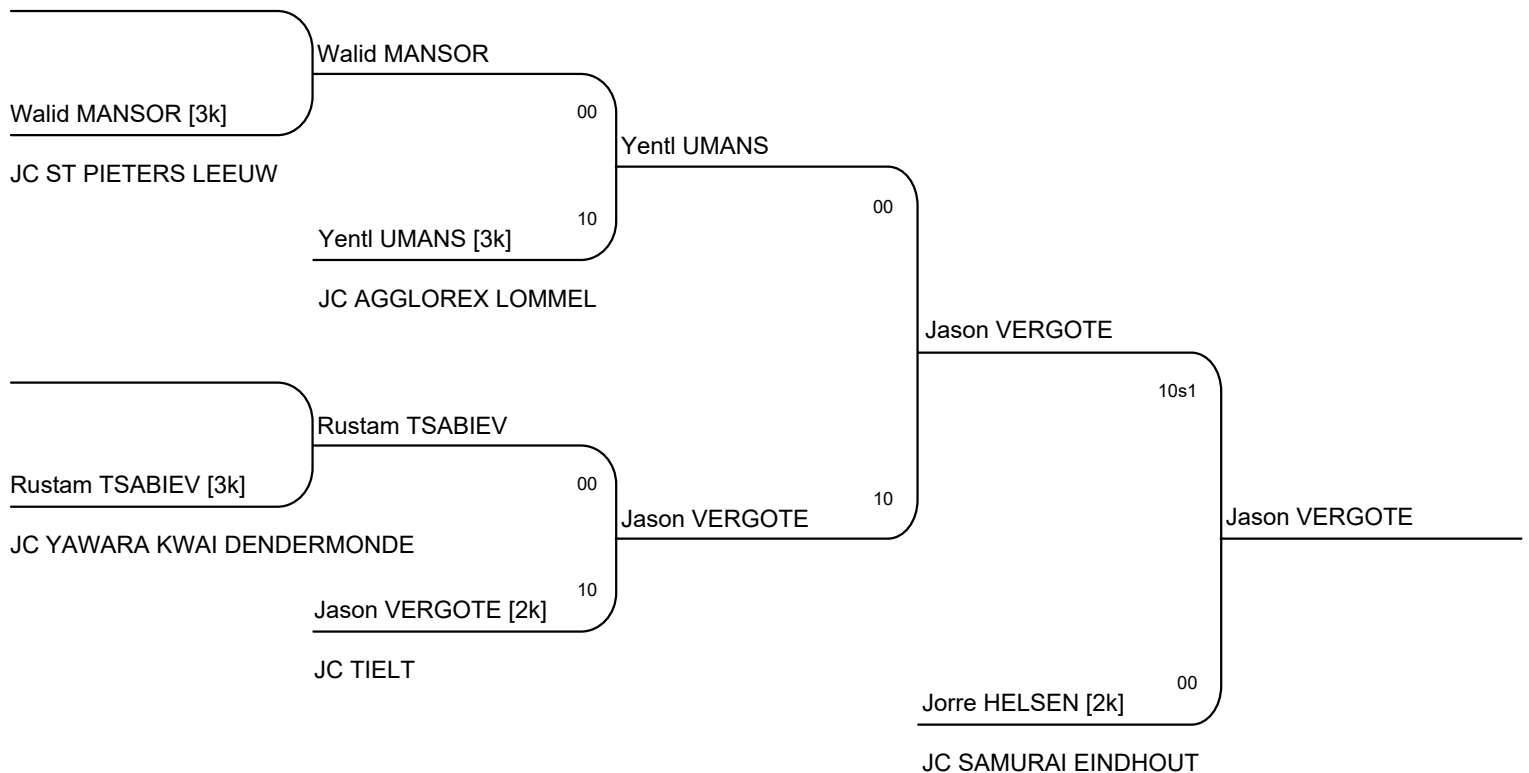 Walid MANSOR
Walid MANSOR [3k]
00
JC ST PIETERS LEEUW
Yentl UMANS
10
Yentl UMANS [3k]
00
JC AGGLOREX LOMMEL
Jason VERGOTE
10s1
Rustam TSABIEV
Rustam TSABIEV [3k]
00
JC YAWARA KWAI DENDERMONDE
Jason VERGOTE
10
Jason VERGOTE
10
Jason VERGOTE [2k]
JC TIELT
00
Jorre HELSEN [2k]
JC SAMURAI EINDHOUT